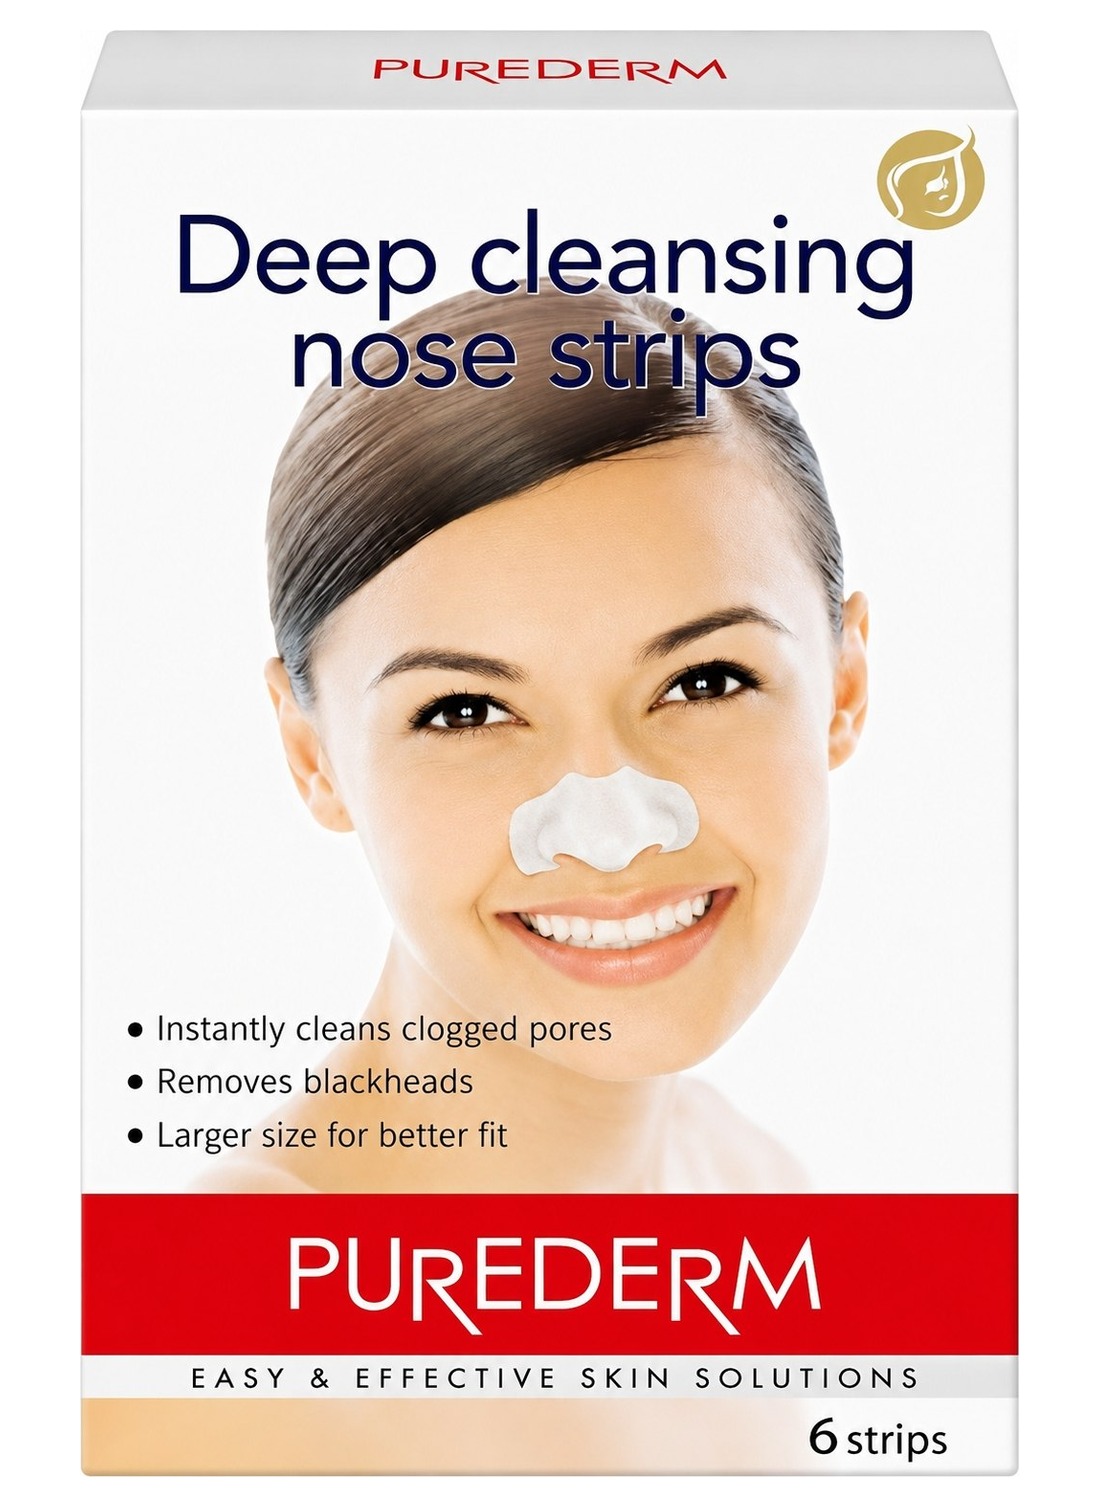 PUREDERM
Deep cleansing
nose strips
• Instantly cleans clogged pores
• Removes blackheads
• Larger size for better fit
PUREDERM
EASY & EFFECTIVE SKIN SOLUTIONS
6 strips